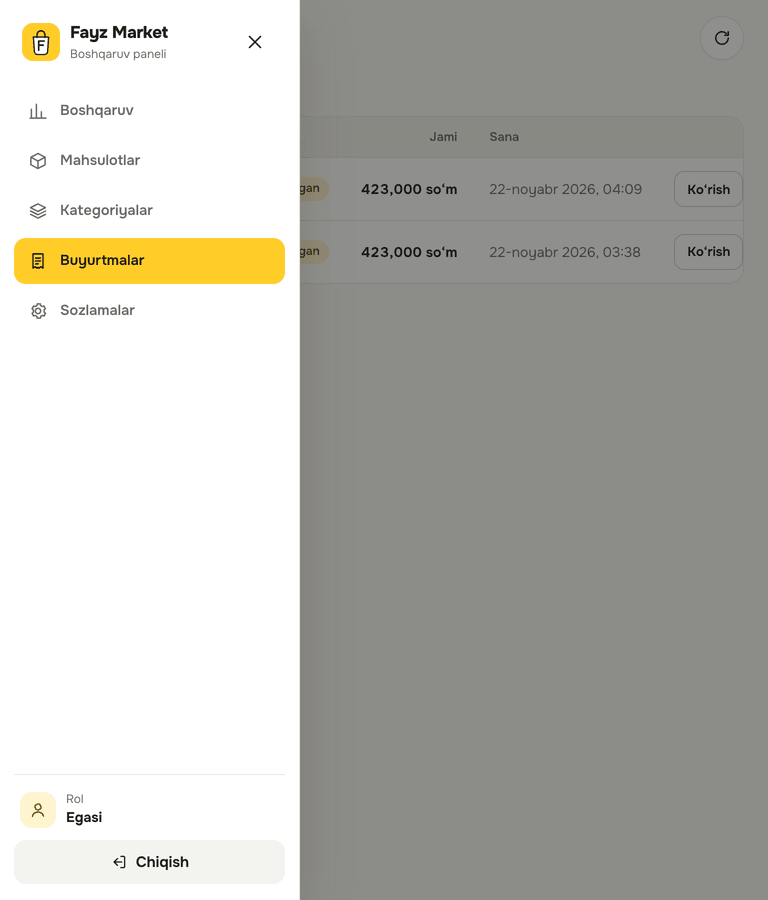 Fayz Market
Boshqaruv paneli
Boshqaruv
Mahsulotlar
Kategoriyalar
Buyurtmalar
Sozlamalar
Jami Sana
gan 423,000 so‘m 22-noyabr 2026, 04:09 Ko‘rish
gan 423,000 so‘m 22-noyabr 2026, 03:38 Ko‘rish
Rol
Egasi
Chiqish